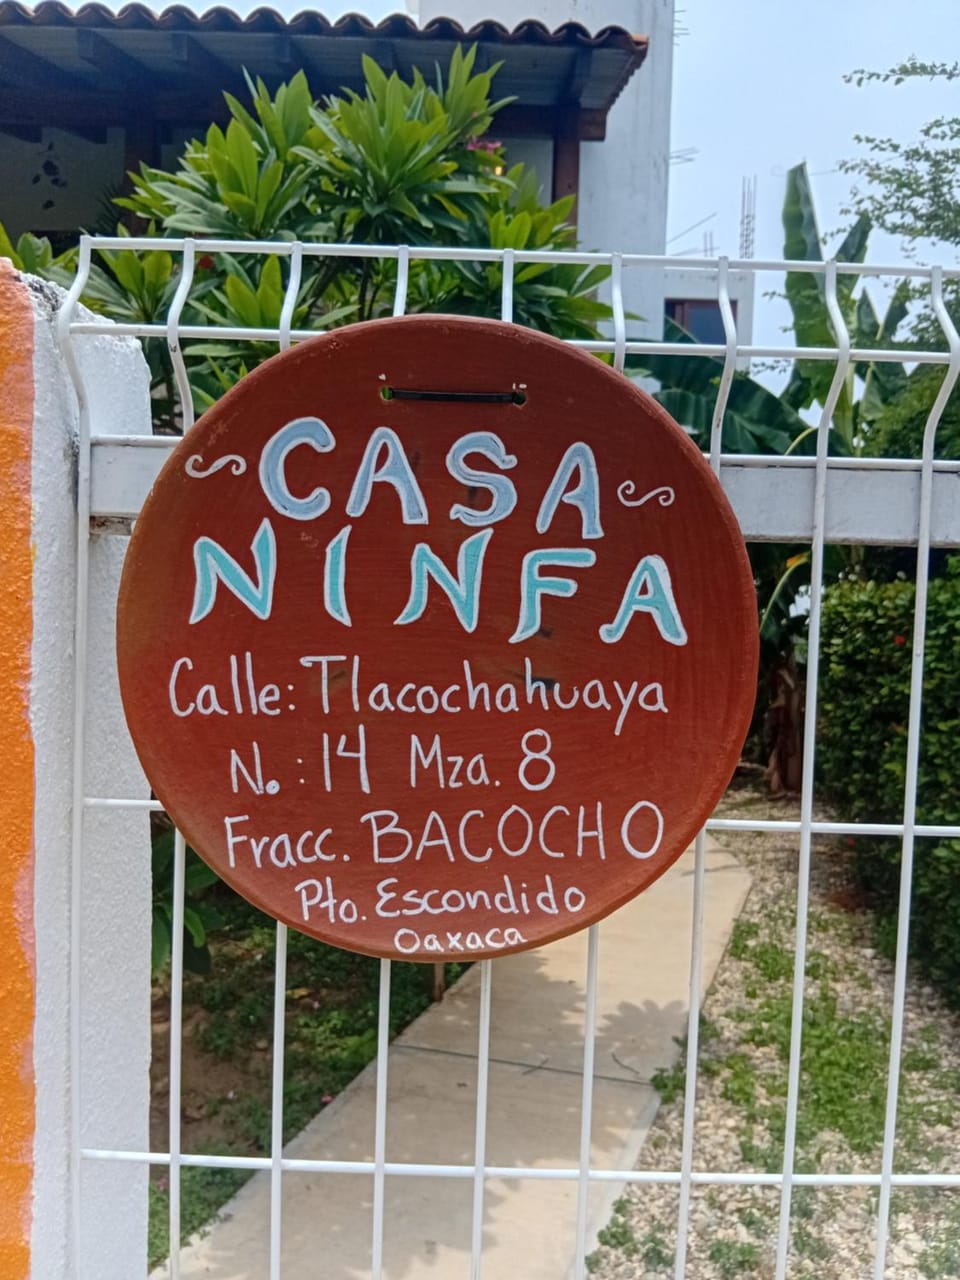 ~CASA~
NINFA
Calle: Tlacochahuaya
N.: 14 Mza. 8
Fracc. BACOCHO
Pto. Escondido
Oaxaca